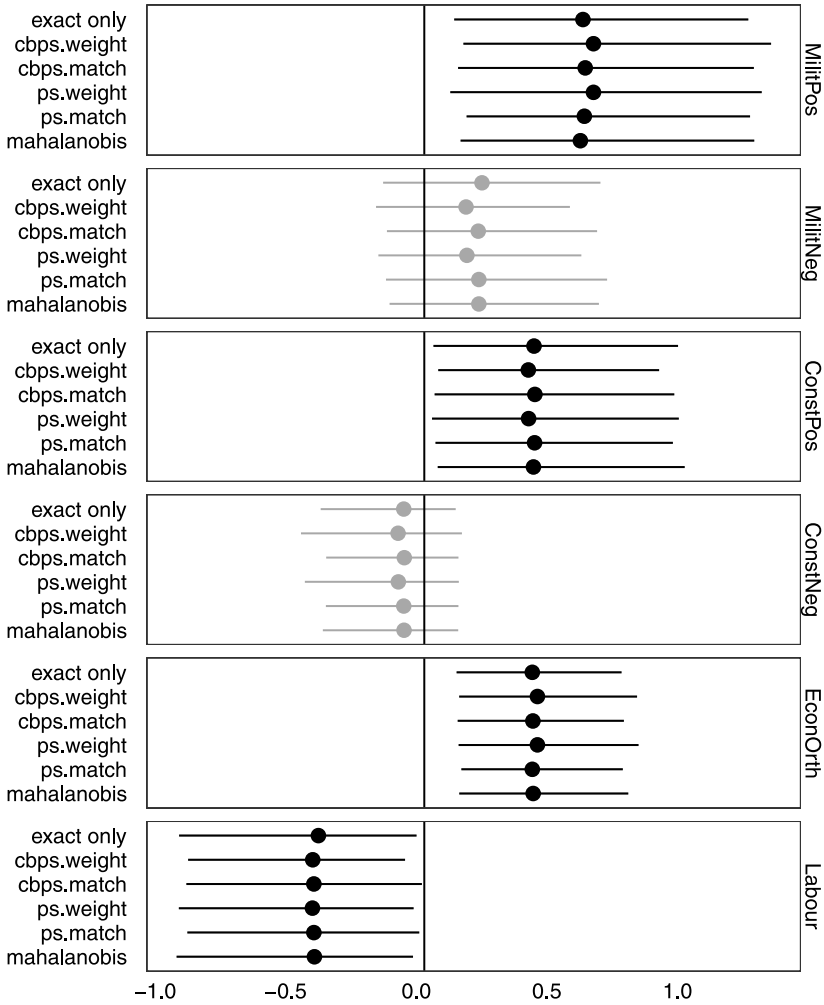 exact only
cbps.weight
cbps.match
ps.weight
ps.match
mahalanobis
MilitPos
exact only
cbps.weight
cbps.match
ps.weight
ps.match
mahalanobis
MilitNeg
exact only
cbps.weight
cbps.match
ps.weight
ps.match
mahalanobis
ConstPos
exact only
cbps.weight
cbps.match
ps.weight
ps.match
mahalanobis
ConstNeg
exact only
cbps.weight
cbps.match
ps.weight
ps.match
mahalanobis
EconOrth
exact only
cbps.weight
cbps.match
ps.weight
ps.match
mahalanobis
Labour
−1.0 −0.5 0.0 0.5 1.0